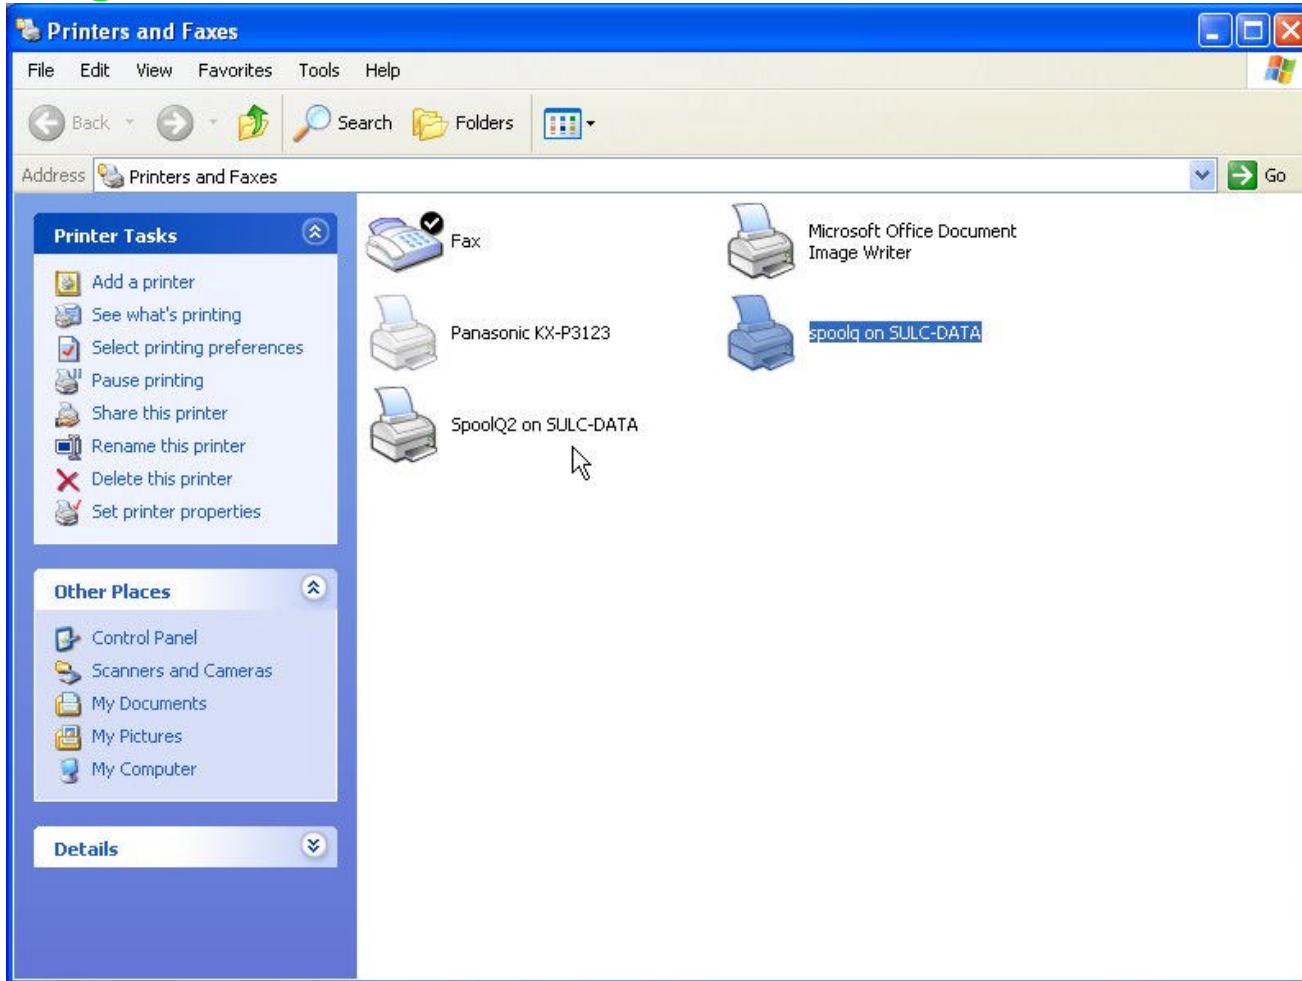 Printers and Faxes
File Edit View Favorites Tools Help
Back Search Folders
Address Printers and Faxes Go
Printer Tasks
Add a printer
See what's printing
Select printing preferences
Pause printing
Share this printer
Rename this printer
Delete this printer
Set printer properties
Other Places
Control Panel
Scanners and Cameras
My Documents
My Pictures
My Computer
Details
Fax
Microsoft Office Document
Image Writer
Panasonic KX-P3123
spoolq on SULC-DATA
SpoolQ2 on SULC-DATA